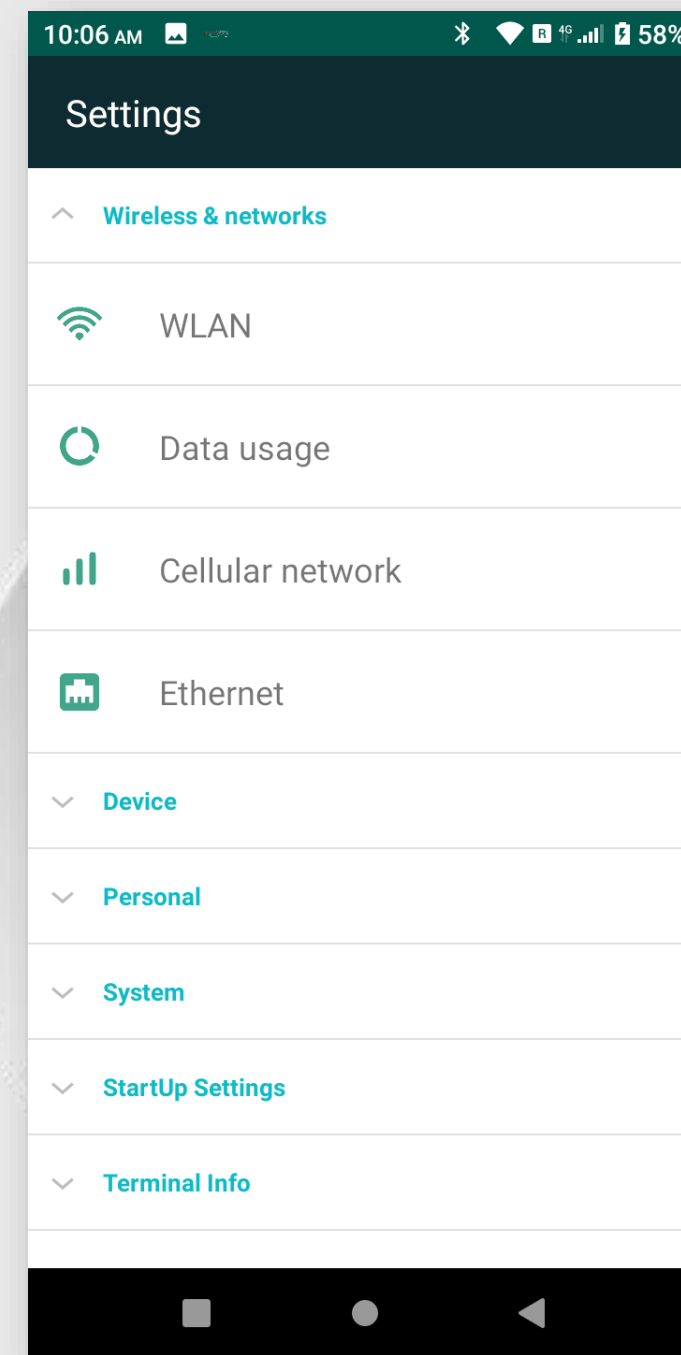 10:06 AM R 4G 58%
Settings
Wireless & networks
WLAN
Data usage
Cellular network
Ethernet
Device
Personal
System
StartUp Settings
Terminal Info